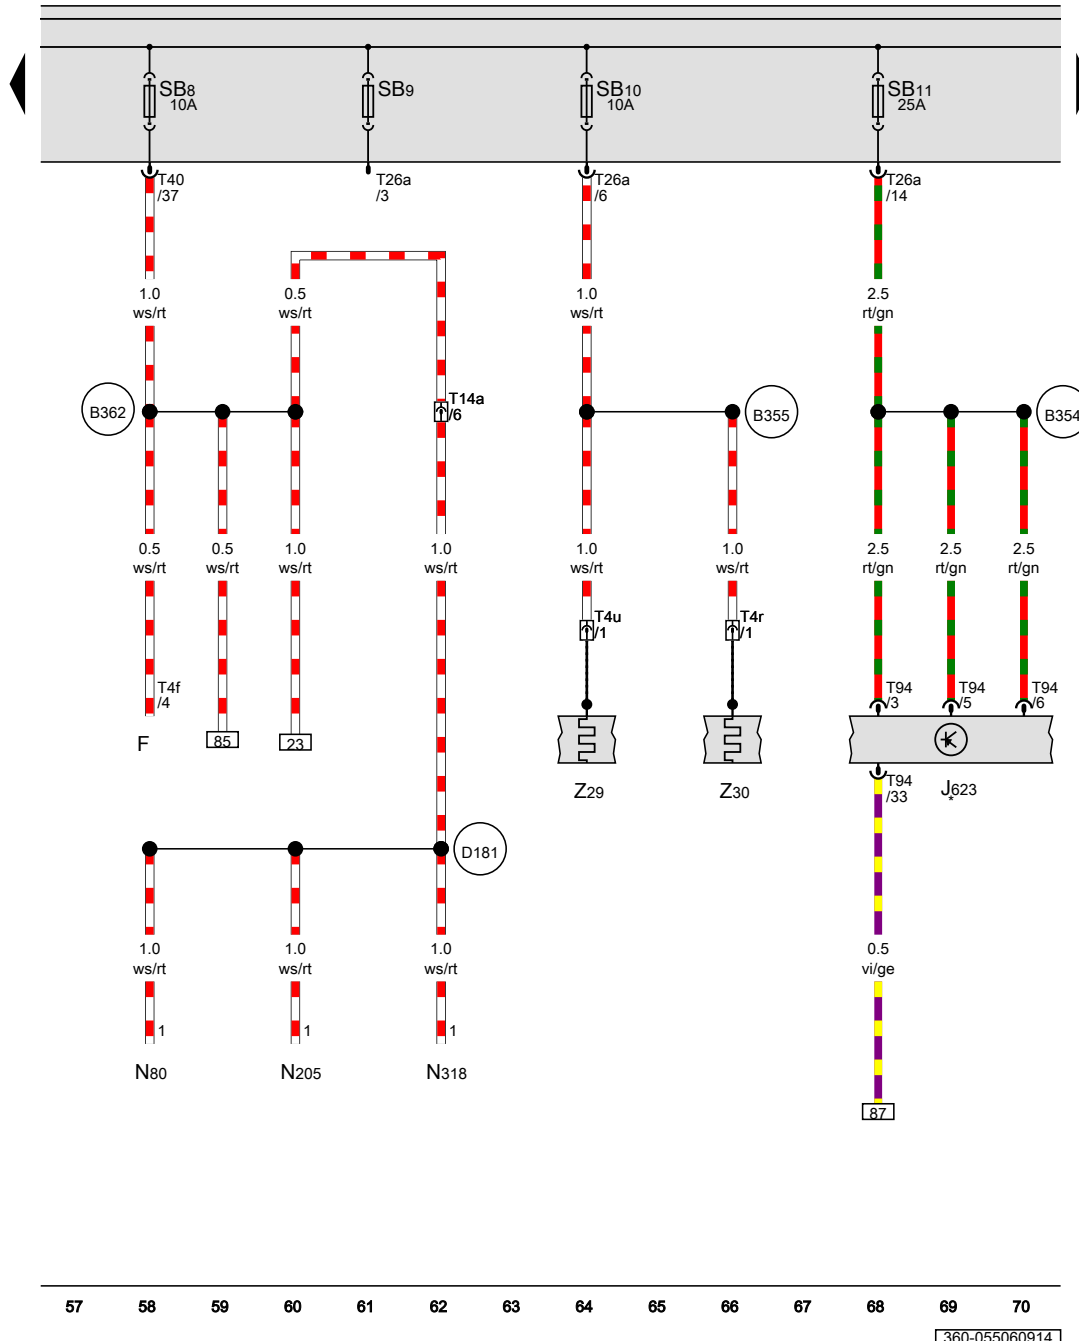 SB8
10A
SB9
SB10
10A
SB11
25A
T40
/37
T26a
/3
T26a
/6
T26a
/14
1.0
ws/rt
0.5
ws/rt
1.0
ws/rt
2.5
rt/gn
B362
T14a
/6
B355
B354
0.5
ws/rt
0.5
ws/rt
1.0
ws/rt
1.0
ws/rt
1.0
ws/rt
1.0
ws/rt
2.5
rt/gn
2.5
rt/gn
2.5
rt/gn
T4u
/1
T4r
/1
T4f
/4
T94
/3
T94
/5
T94
/6
F
85
23
Z29
Z30
T94
/33
J623
*
D181
1.0
ws/rt
1.0
ws/rt
1.0
ws/rt
0.5
vi/ge
1
1
1
N80
N205
N318
87
57 58 59 60 61 62 63 64 65 66 67 68 69 70
360-055060914